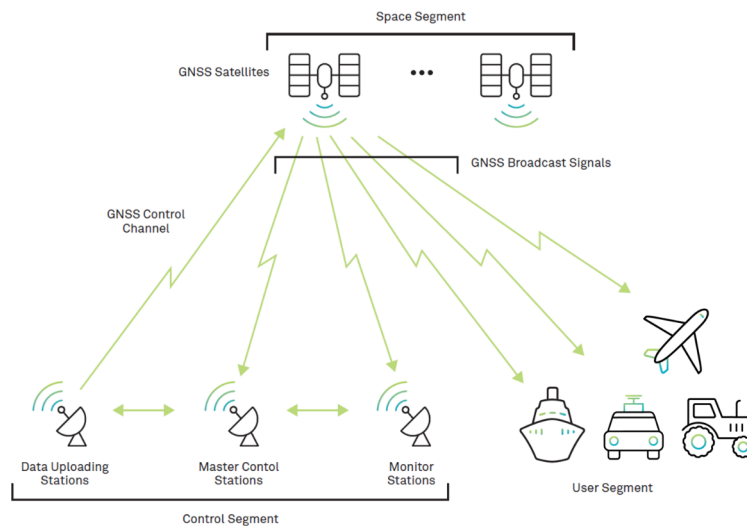 Space Segment
GNSS Satellites
GNSS Broadcast Signals
GNSS Control
Channel
Data Uploading
Stations
Master Contol
Stations
Monitor
Stations
User Segment
Control Segment